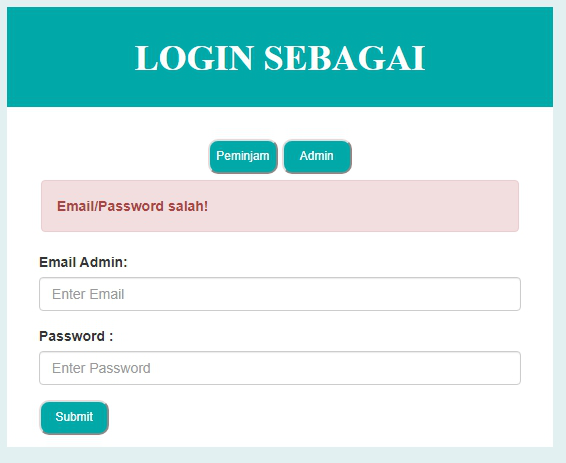 LOGIN SEBAGAI
Peminjam Admin
Email/Password salah!
Email Admin:
Enter Email
Password :
Enter Password
Submit